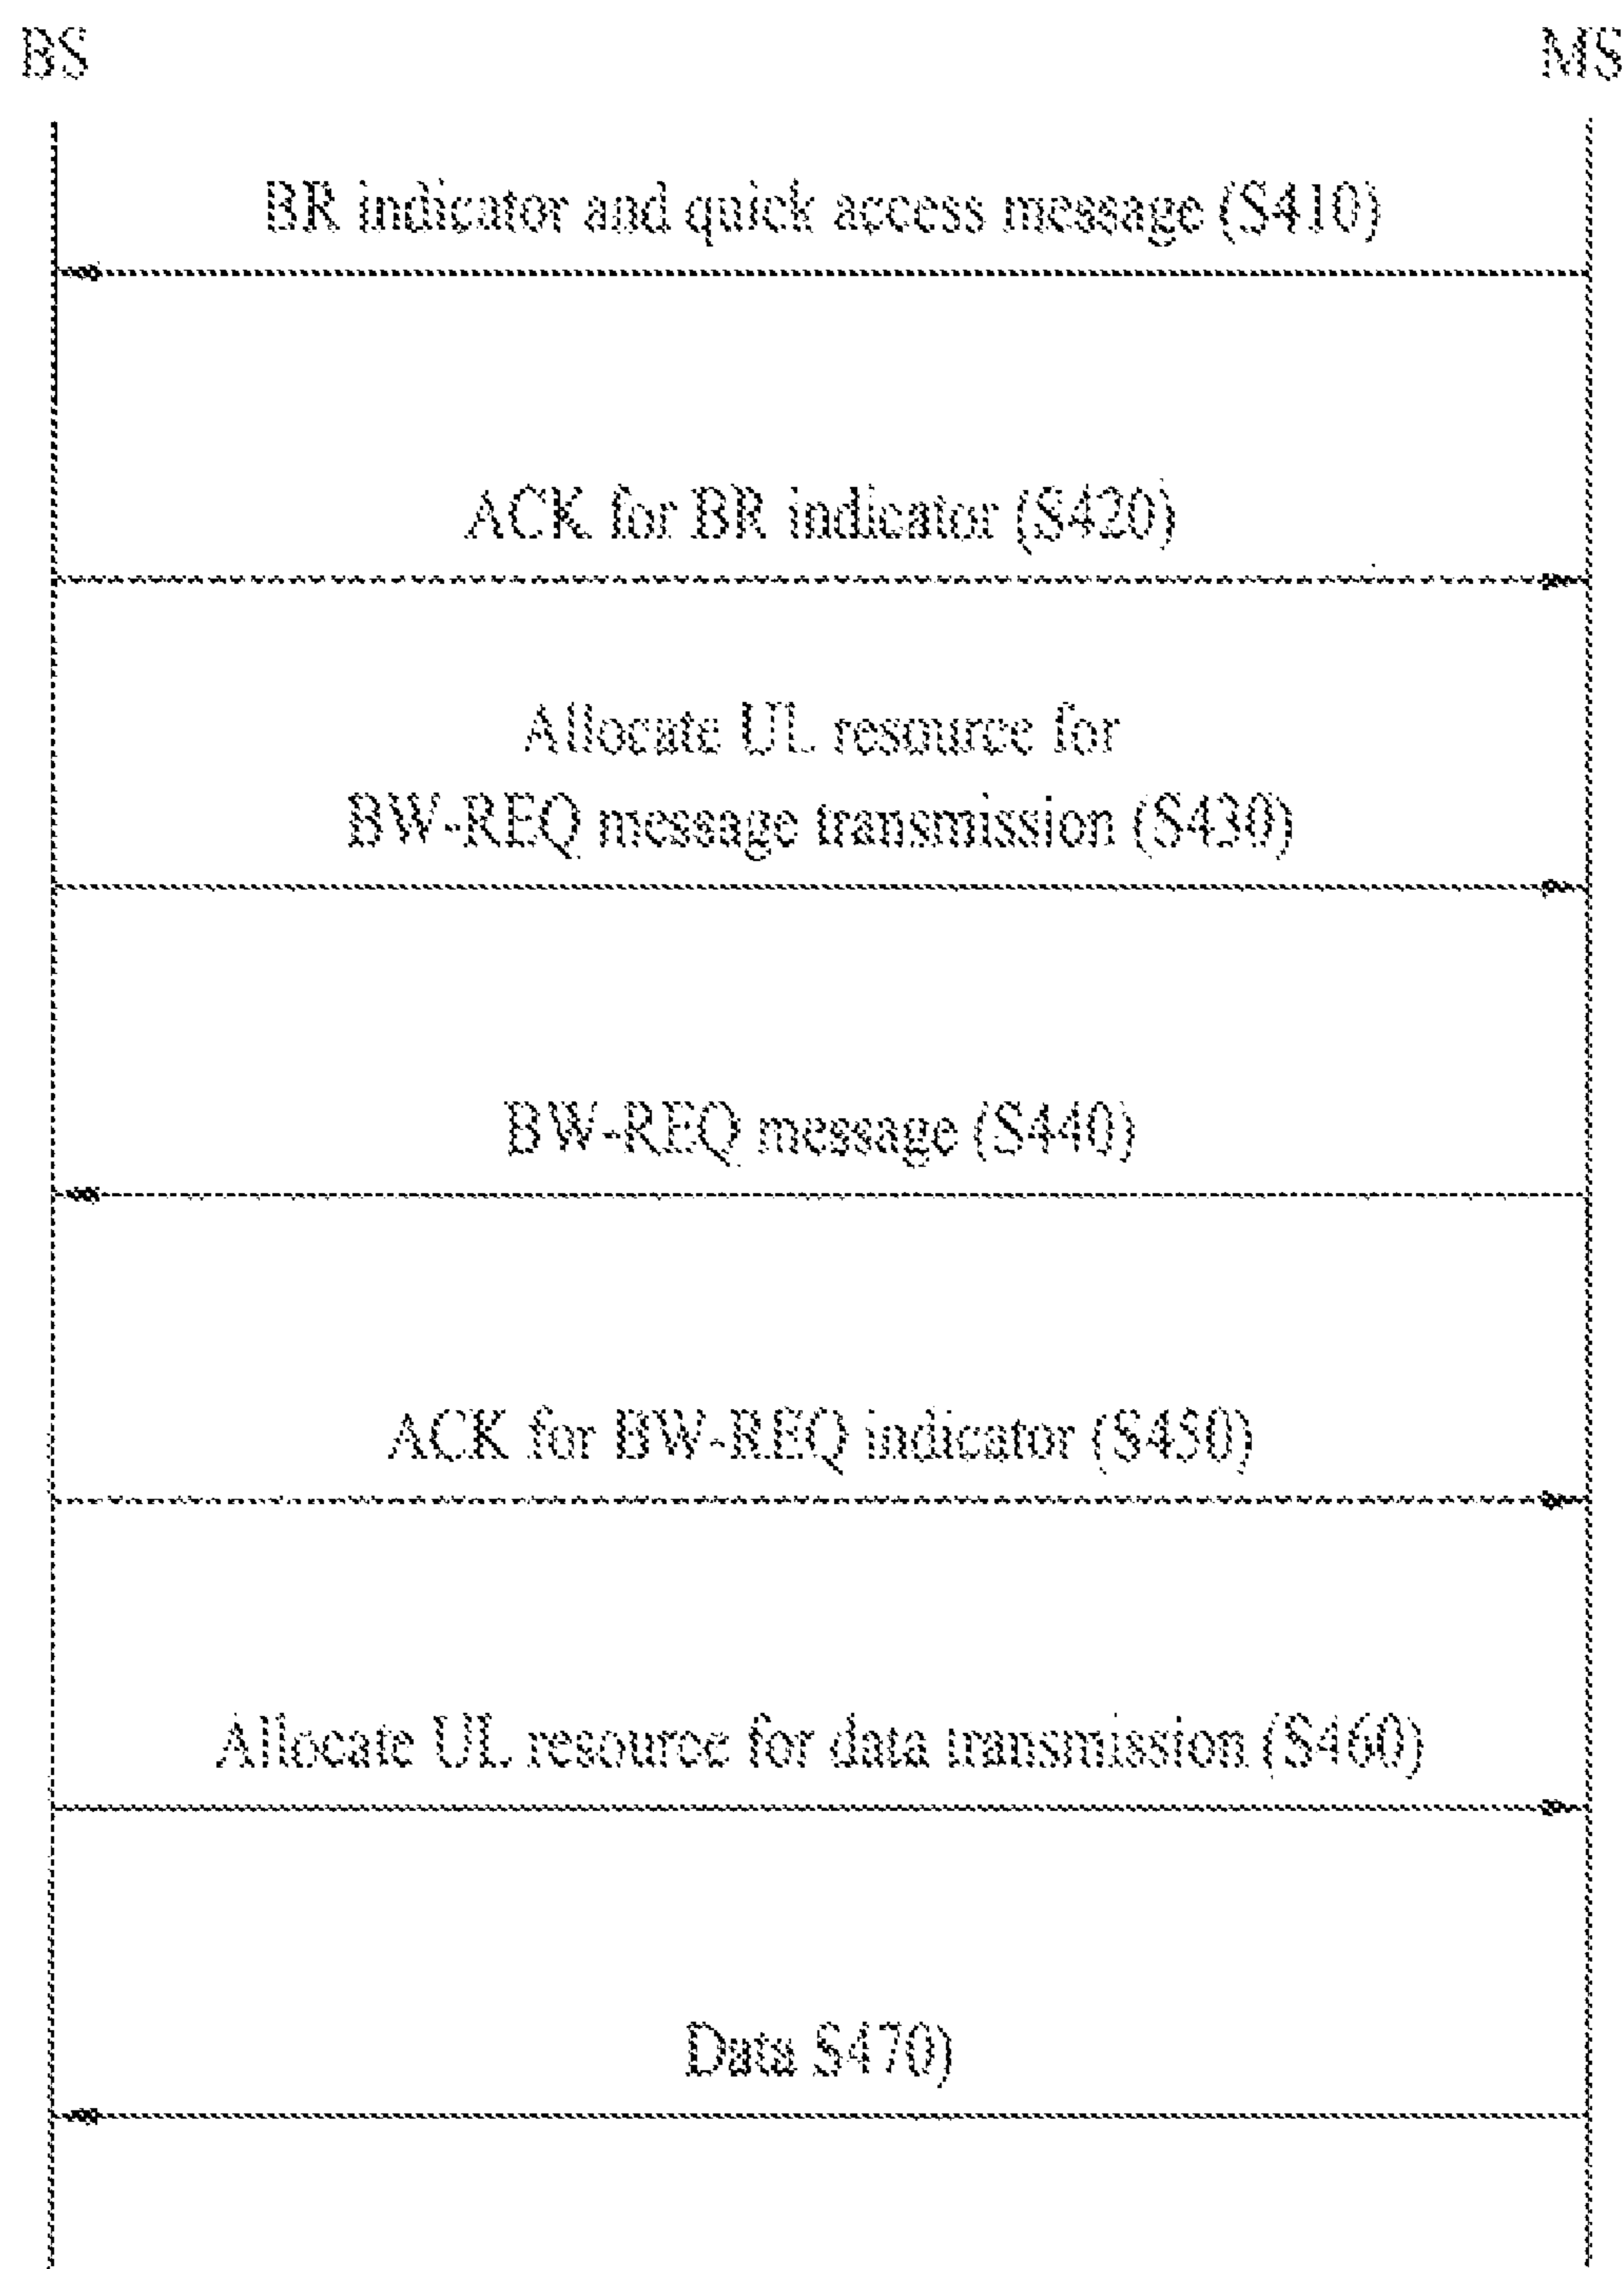 BS
MS
BR indicator and quick access message (S410)
ACK for BR indicator (S420)
Allocate UL resource for
BW-REQ message transmission (S430)
BW-REQ message (S440)
ACK for BW-REQ indicator (S450)
Allocate UL resource for data transmission (S460)
Data S470)